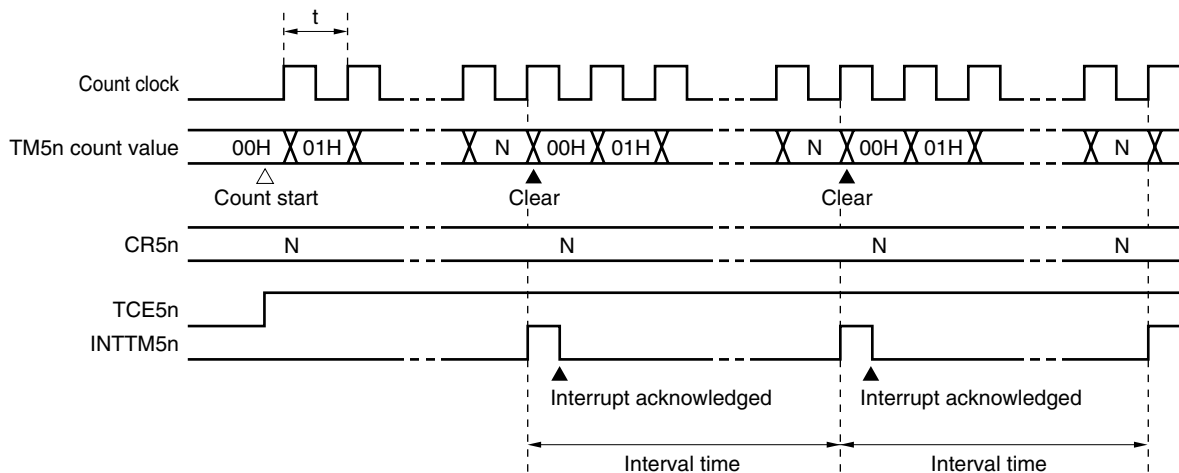 t
Count clock
TM5n count value 00H 01H N 00H 01H N 00H 01H N
Count start Clear Clear
CR5n N N N N
TCE5n
INTTM5n
Interrupt acknowledged Interrupt acknowledged
Interval time Interval time